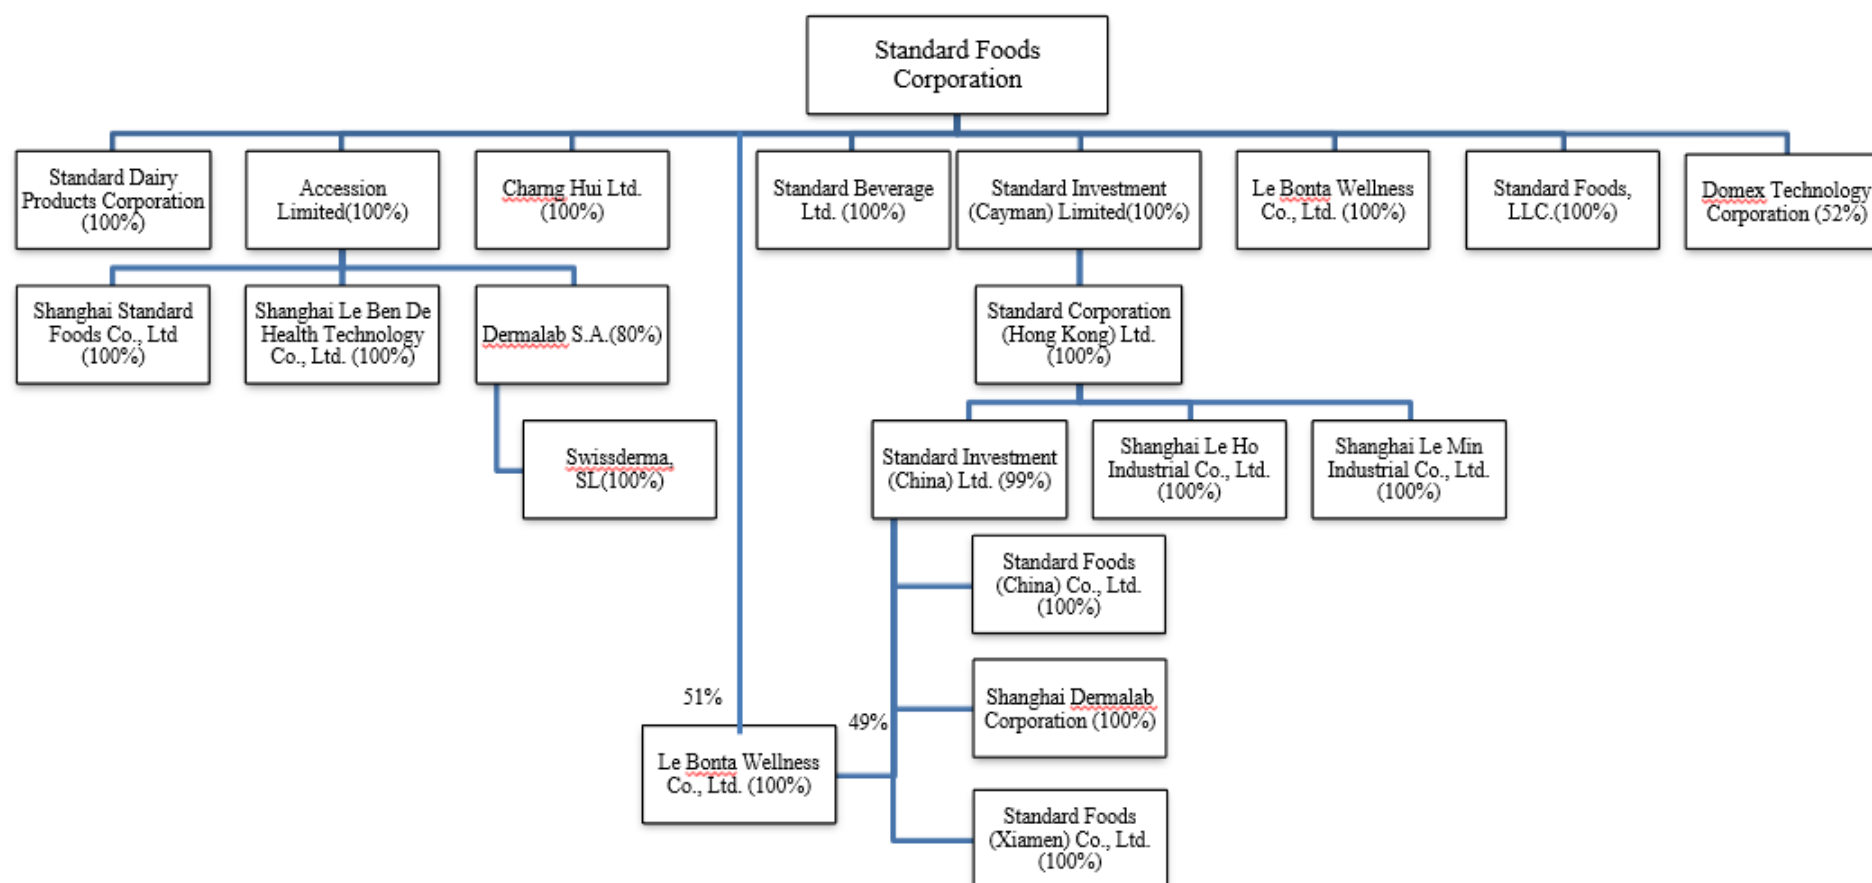 Standard Foods
Corporation
Standard Dairy
Products Corporation
(100%)
Accession
Limited(100%)
Charng Hui Ltd.
(100%)
Standard Beverage
Ltd. (100%)
Standard Investment
(Cayman) Limited(100%)
Le Bonta Wellness
Co., Ltd. (100%)
Standard Foods,
LLC.(100%)
Domex Technology
Corporation (52%)
Shanghai Standard
Foods Co., Ltd
(100%)
Shanghai Le Ben De
Health Technology
Co., Ltd. (100%)
Dermalab S.A.(80%)
Standard Corporation
(Hong Kong) Ltd.
(100%)
Swissderma,
SL(100%)
Standard Investment
(China) Ltd. (99%)
Shanghai Le Ho
Industrial Co., Ltd.
(100%)
Shanghai Le Min
Industrial Co., Ltd.
(100%)
Standard Foods
(China) Co., Ltd.
(100%)
51%
49%
Shanghai Dermalab
Corporation (100%)
Le Bonta Wellness
Co., Ltd. (100%)
Standard Foods
(Xiamen) Co., Ltd.
(100%)